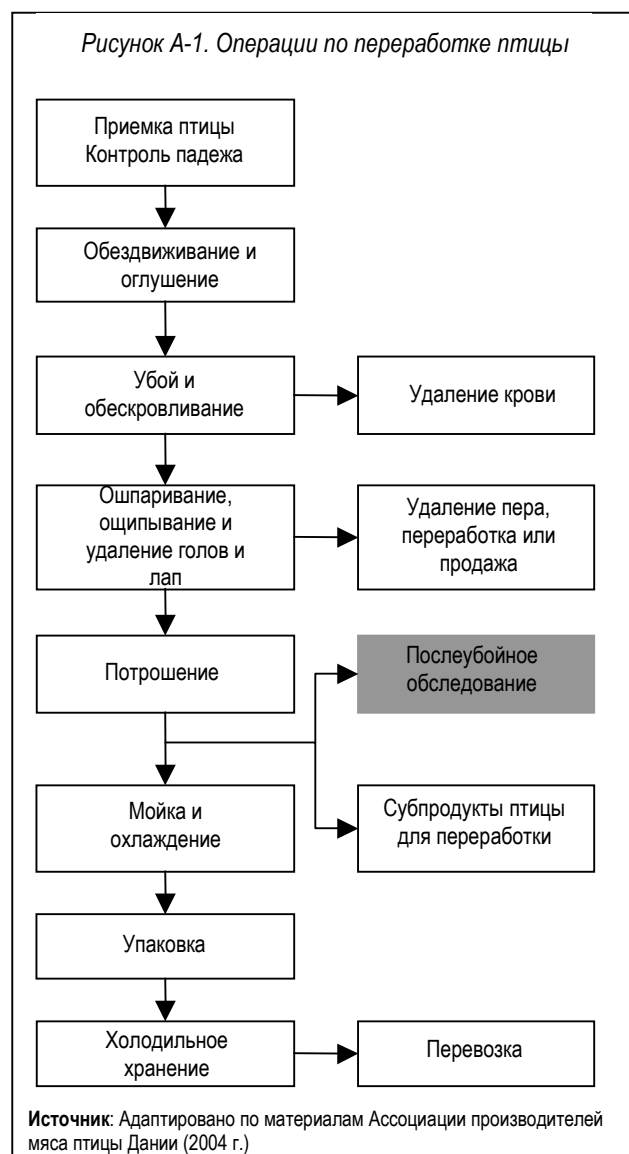 Рисунок А-1. Операции по переработке птицы
Приемка птицы
Контроль падежа
Обездвиживание и
оглушение
Убой и
обескровливание
Удаление крови
Ошпаривание,
ощипывание и
удаление голов и
лап
Удаление пера,
переработка или
продажа
Потрошение
Послеубойное
обследование
Мойка и
охлаждение
Субпродукты птицы
для переработки
Упаковка
Холодильное
хранение
Перевозка
Источник: Адаптировано по материалам Ассоциации производителей
мяса птицы Дании (2004 г.)